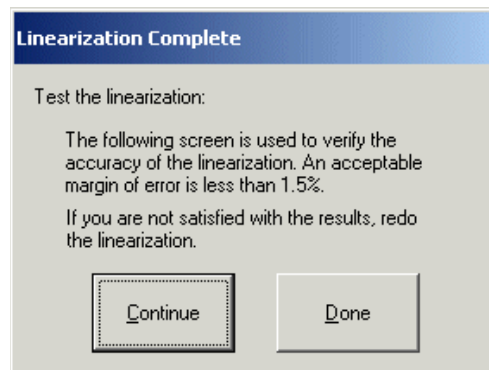 Linearization Complete
Test the linearization:
The following screen is used to verify the
accuracy of the linearization. An acceptable
margin of error is less than 1.5%.
If you are not satisfied with the results, redo
the linearization.
Continue
Done